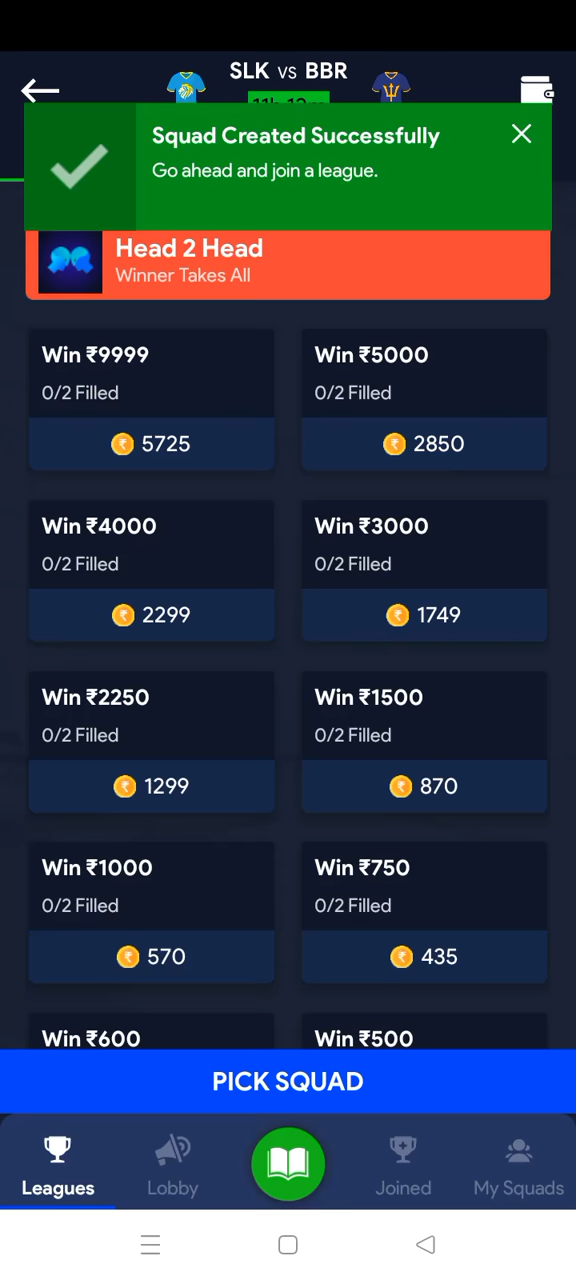 SLK vs BBR
Squad Created Successfully
Go ahead and join a league.
Head 2 Head
Winner Takes All
Win ₹9999
0/2 Filled
5725
Win ₹5000
0/2 Filled
2850
Win ₹4000
0/2 Filled
2299
Win ₹3000
0/2 Filled
1749
Win ₹2250
0/2 Filled
1299
Win ₹1500
0/2 Filled
870
Win ₹1000
0/2 Filled
570
Win ₹750
0/2 Filled
435
Win ₹600
Win ₹500
PICK SQUAD
Leagues
Lobby
Joined
My Squads